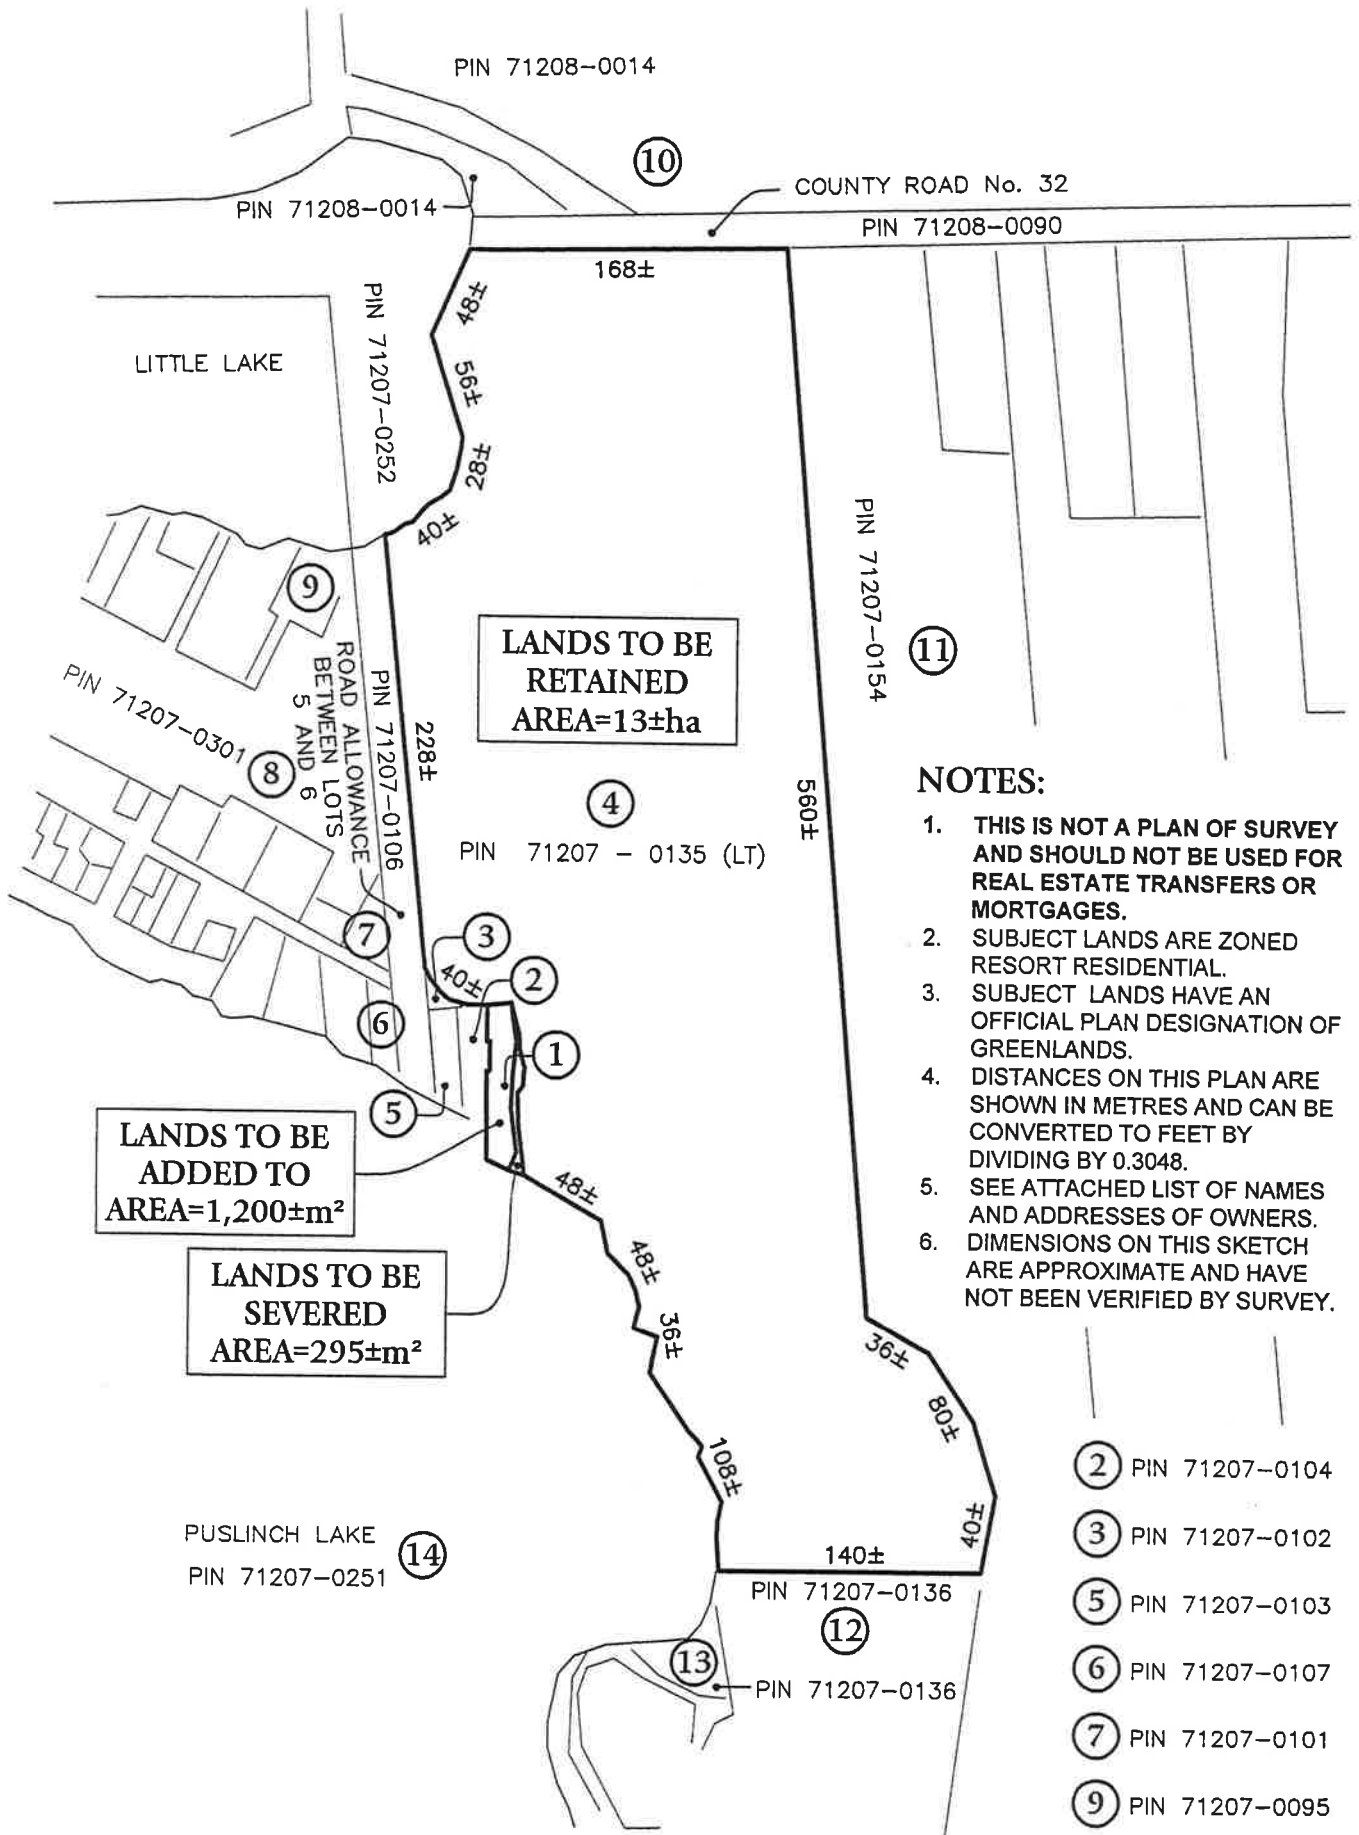 PIN 71208-0014
10
COUNTY ROAD No. 32
PIN 71208-0014
PIN 71208-0090
168±
48±
PIN 71207-0252
LITTLE LAKE
56±
28±
40±
PIN 71207-0154
11
9
LANDS TO BE
RETAINED
AREA=13±ha
ROAD ALLOWANCE
BETWEEN LOTS
5 AND 6
PIN 71207-0106
228±
PIN 71207-0301
8
4
560±
PIN 71207 - 0135 (LT)
NOTES:
1. THIS IS NOT A PLAN OF SURVEY
AND SHOULD NOT BE USED FOR
REAL ESTATE TRANSFERS OR
MORTGAGES.
2. SUBJECT LANDS ARE ZONED
RESORT RESIDENTIAL.
3. SUBJECT LANDS HAVE AN
OFFICIAL PLAN DESIGNATION OF
GREENLANDS.
4. DISTANCES ON THIS PLAN ARE
SHOWN IN METRES AND CAN BE
CONVERTED TO FEET BY
DIVIDING BY 0.3048.
5. SEE ATTACHED LIST OF NAMES
AND ADDRESSES OF OWNERS.
6. DIMENSIONS ON THIS SKETCH
ARE APPROXIMATE AND HAVE
NOT BEEN VERIFIED BY SURVEY.
7
3
40±
2
6
1
5
LANDS TO BE
ADDED TO
AREA=1,200±m²
48±
LANDS TO BE
SEVERED
AREA=295±m²
48±
36±
36±
80±
108±
40±
140±
PUSLINCH LAKE
14
PIN 71207-0251
PIN 71207-0136
12
13
PIN 71207-0136
2 PIN 71207-0104
3 PIN 71207-0102
5 PIN 71207-0103
6 PIN 71207-0107
7 PIN 71207-0101
9 PIN 71207-0095